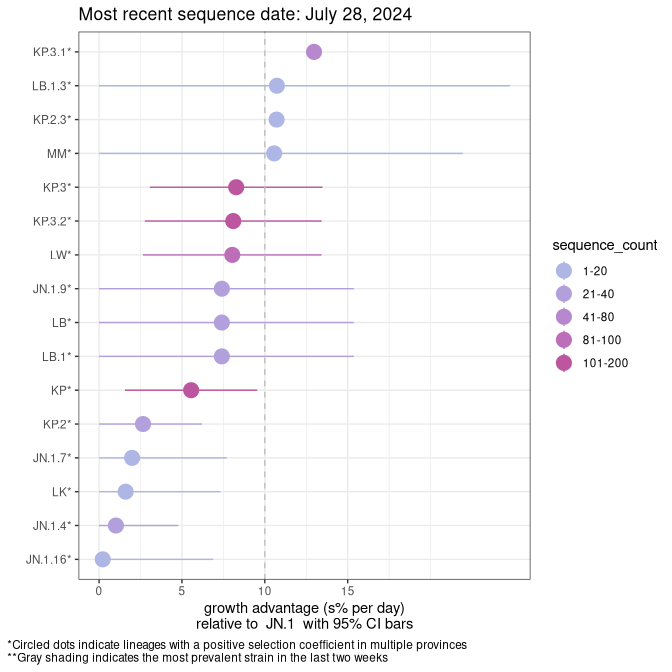 Most recent sequence date: July 28, 2024
KP.3.1*
LB.1.3*
KP.2.3*
MM*
KP.3*
KP.3.2*
LW*
JN.1.9*
LB*
LB.1*
KP*
KP.2*
JN.1.7*
LK*
JN.1.4*
JN.1.16*
0 5 10 15
growth advantage (s% per day)
relative to JN.1 with 95% CI bars
sequence_count
1-20
21-40
41-80
81-100
101-200
*Circled dots indicate lineages with a positive selection coefficient in multiple provinces
**Gray shading indicates the most prevalent strain in the last two weeks